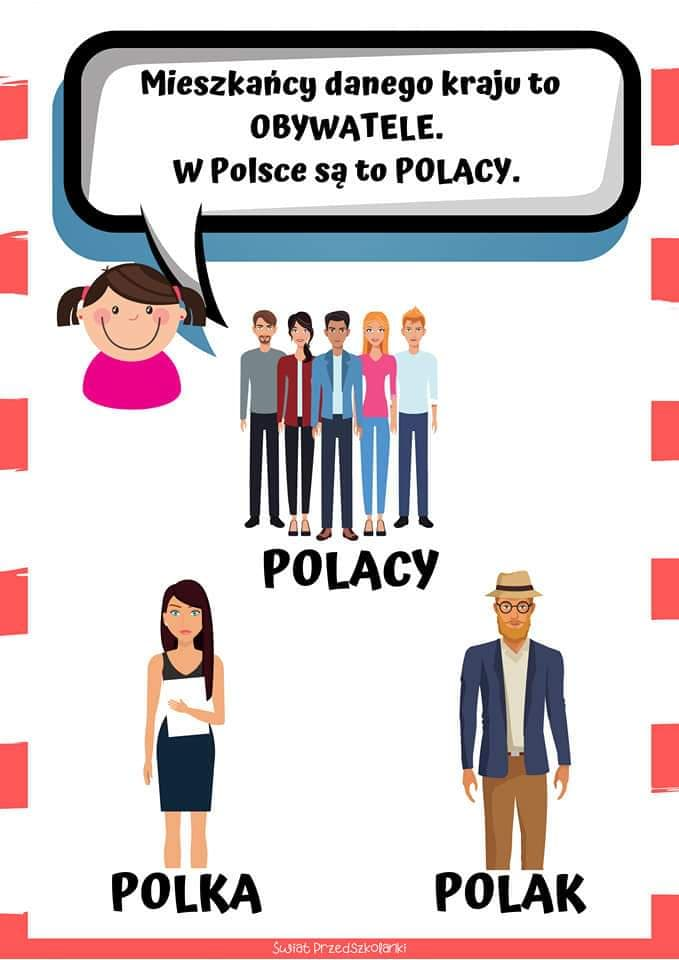 Mieszkańcy danego kraju to
OBYWATELE.
W Polsce są to POLACY.
POLACY
POLKA
POLAK
Świat Przedszkolanki